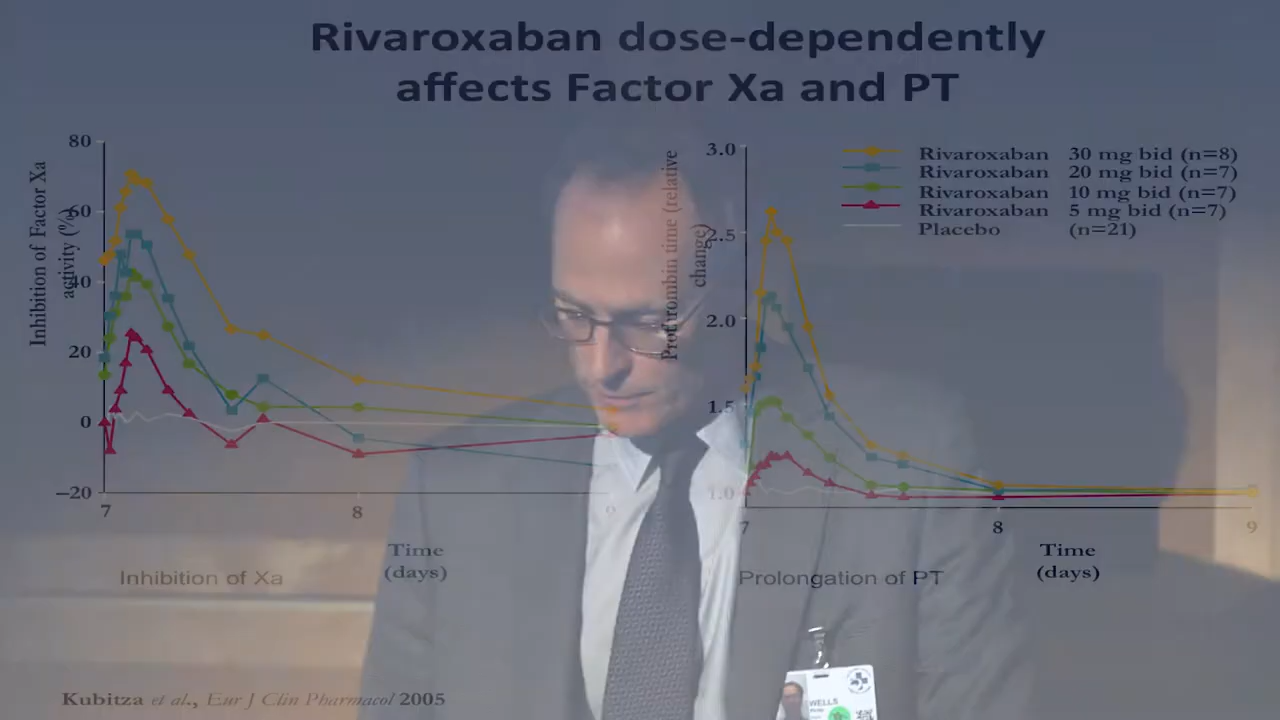 Rivaroxaban dose-dependently
affects Factor Xa and PT
80
60
40
20
0
−20
7
8
9
Inhibition of Factor Xa
activity (%)
Time
(days)
Inhibition of Xa
3.0
2.5
2.0
1.5
1.0
7
8
9
Prothrombin time (relative
change)
Time
(days)
Prolongation of PT
Rivaroxaban 30 mg bid (n=8)
Rivaroxaban 20 mg bid (n=7)
Rivaroxaban 10 mg bid (n=7)
Rivaroxaban 5 mg bid (n=7)
Placebo (n=21)
Kubitza et al., Eur J Clin Pharmacol 2005
WELLS